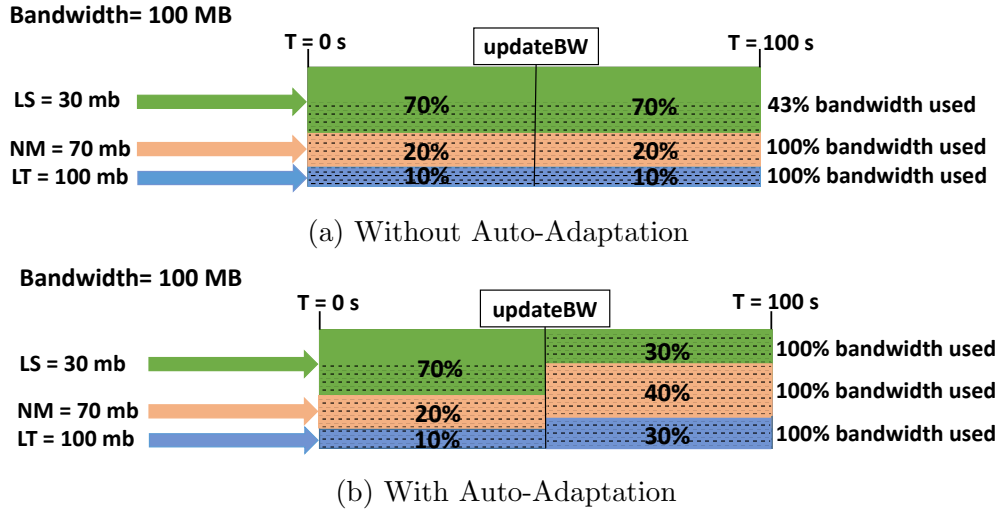 Bandwidth= 100 MB
T = 0 s
updateBW
T = 100 s
LS = 30 mb
70%
70%
43% bandwidth used
NM = 70 mb
20%
20%
100% bandwidth used
LT = 100 mb
10%
10%
100% bandwidth used
(a) Without Auto-Adaptation
Bandwidth= 100 MB
T = 0 s
updateBW
T = 100 s
LS = 30 mb
70%
30%
100% bandwidth used
NM = 70 mb
20%
40%
100% bandwidth used
LT = 100 mb
10%
30%
100% bandwidth used
(b) With Auto-Adaptation